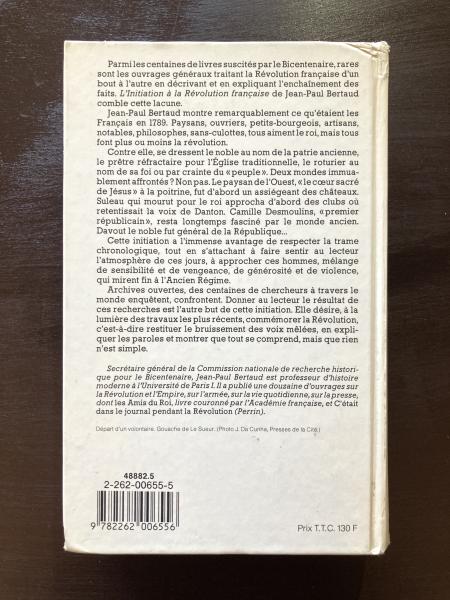 Parmi les centaines de livres suscités par le Bicentenaire, rares
sont les ouvrages généraux traitant la Révolution française d'un
bout à l'autre en décrivant et en expliquant l'enchaînement des
faits. L'Initiation à la Révolution française de Jean-Paul Bertaud
comble cette lacune.
Jean-Paul Bertaud montre remarquablement ce qu'étaient les
Français en 1789. Paysans, ouvriers, petits-bourgeois, artisans,
notables, philosophes, sans-culottes, tous aiment le roi, mais tous
font plus ou moins la révolution.
Contre elle, se dressent le noble au nom de la patrie ancienne,
le prêtre réfractaire pour l'Église traditionnelle, le roturier au
nom de sa foi ou par crainte du « peuple ». Deux mondes immua-
blement affrontés ? Non pas. Le paysan de l'Ouest, « le cœur sacré
de Jésus » à la poitrine, fut d'abord un assiégeant des châteaux.
Suleau qui mourut pour le roi approcha d'abord des clubs où
retentissait la voix de Danton. Camille Desmoulins, « premier
républicain », resta longtemps fasciné par le monde ancien.
Davout le noble fut général de la République...
Cette initiation a l'immense avantage de respecter la trame
chronologique, tout en s'attachant à faire sentir au lecteur
l'atmosphère de ces jours, à approcher ces hommes, mélange
de sensibilité et de vengeance, de générosité et de violence,
qui mirent fin à l'Ancien Régime.
Archives ouvertes, des centaines de chercheurs à travers le
monde enquêtent, confrontent. Donner au lecteur le résultat de
ces recherches est l'autre but de cette initiation. Elle désire, à la
lumière des travaux les plus récents, commémorer la Révolution,
c'est-à-dire restituer le bruissement des voix mêlées, en expli-
quer les paroles et montrer que tout se comprend, mais que rien
n'est simple.
Secrétaire général de la Commission nationale de recherche histori-
que pour le Bicentenaire, Jean-Paul Bertaud est professeur d'histoire
moderne à l'Université de Paris I. Il a publié une douzaine d'ouvrages sur
la Révolution et l'Empire, sur l'armée, sur la vie quotidienne, sur la presse,
dont les Amis du Roi, livre couronné par l'Académie française, et C'était
dans le journal pendant la Révolution (Perrin).
Départ d'un volontaire. Gouache de Le Sueur. (Photo J. Da Cunha, Presses de la Cité.)
48882.5
2-262-00655-5
9 782262 006556
Prix T.T.C. 130 F